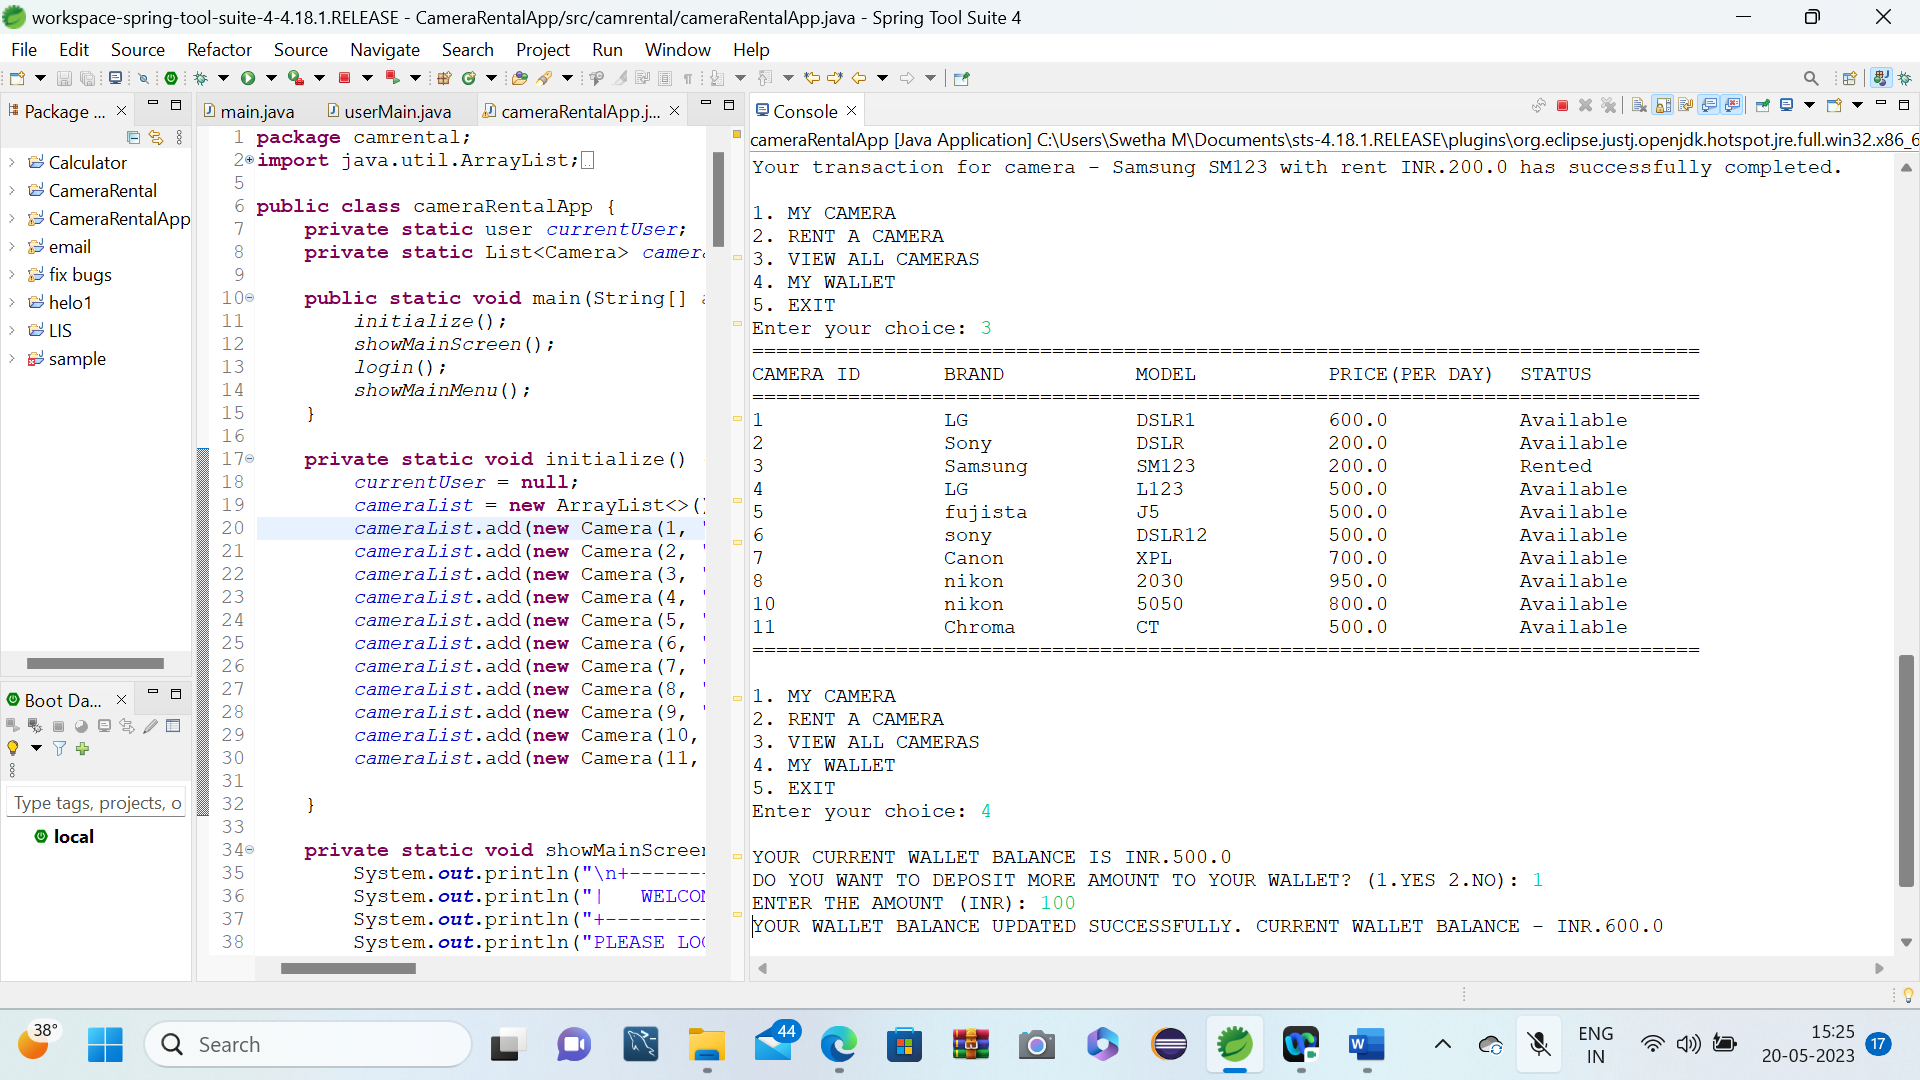 workspace-spring-tool-suite-4-4.18.1.RELEASE - CameraRentalApp/src/camrental/cameraRentalApp.java - Spring Tool Suite 4
File Edit Source Refactor Source Navigate Search Project Run Window Help
Package ...
Calculator
CameraRental
CameraRentalApp
email
fix bugs
helo1
LIS
sample
Boot Da...
Type tags, projects, o
local
main.java userMain.java cameraRentalApp.j...
1 package camrental;
2 import java.util.ArrayList;
5
6 public class cameraRentalApp {
7 private static user currentUser;
8 private static List<Camera> camer
9
10 public static void main(String[]
11 initialize();
12 showMainScreen();
13 login();
14 showMainMenu();
15 }
16
17 private static void initialize()
18 currentUser = null;
19 cameraList = new ArrayList<>()
20 cameraList.add(new Camera(1, "
21 cameraList.add(new Camera(2, "
22 cameraList.add(new Camera(3, "
23 cameraList.add(new Camera(4, "
24 cameraList.add(new Camera(5, "
25 cameraList.add(new Camera(6, "
26 cameraList.add(new Camera(7, "
27 cameraList.add(new Camera(8, "
28 cameraList.add(new Camera(9, "
29 cameraList.add(new Camera(10,
30 cameraList.add(new Camera(11,
31
32 }
33
34 private static void showMainScreen
35 System.out.println("\n+-------
36 System.out.println("| WELCOM
37 System.out.println("+---------
38 System.out.println("PLEASE LOG
Console
cameraRentalApp [Java Application] C:\Users\Swetha M\Documents\sts-4.18.1.RELEASE\plugins\org.eclipse.justj.openjdk.hotspot.jre.full.win32.x86_6
Your transaction for camera - Samsung SM123 with rent INR.200.0 has successfully completed.
1. MY CAMERA
2. RENT A CAMERA
3. VIEW ALL CAMERAS
4. MY WALLET
5. EXIT
Enter your choice: 3
===============================================================================
CAMERA ID BRAND MODEL PRICE(PER DAY) STATUS
===============================================================================
1 LG DSLR1 600.0 Available
2 Sony DSLR 200.0 Available
3 Samsung SM123 200.0 Rented
4 LG L123 500.0 Available
5 fujista J5 500.0 Available
6 sony DSLR12 500.0 Available
7 Canon XPL 700.0 Available
8 nikon 2030 950.0 Available
10 nikon 5050 800.0 Available
11 Chroma CT 500.0 Available
===============================================================================
1. MY CAMERA
2. RENT A CAMERA
3. VIEW ALL CAMERAS
4. MY WALLET
5. EXIT
Enter your choice: 4
YOUR CURRENT WALLET BALANCE IS INR.500.0
DO YOU WANT TO DEPOSIT MORE AMOUNT TO YOUR WALLET? (1.YES 2.NO): 1
ENTER THE AMOUNT (INR): 100
YOUR WALLET BALANCE UPDATED SUCCESSFULLY. CURRENT WALLET BALANCE - INR.600.0
38°
Search
44
ENG
IN
15:25
20-05-2023
17